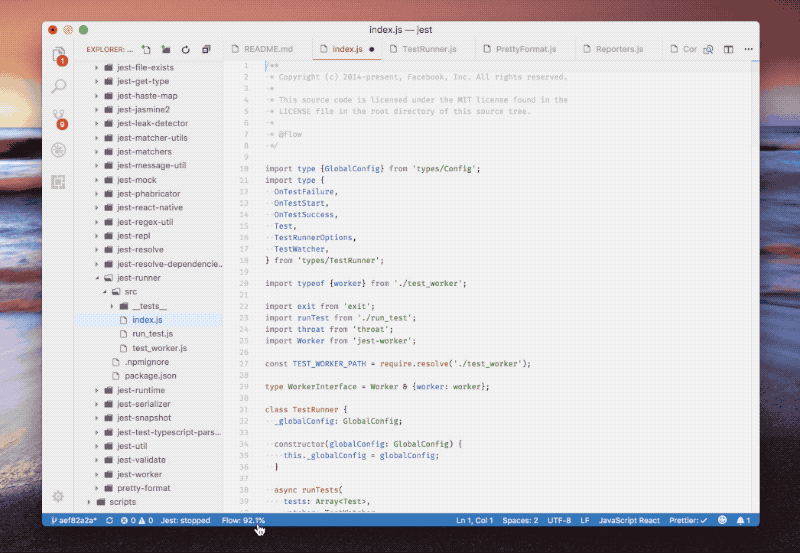 index.js — jest
EXPLORER: ...
README.md
index.js
TestRunner.js
PrettyFormat.js
Reporters.js
Cor
1
9
jest-file-exists
jest-get-type
jest-haste-map
jest-jasmine2
jest-leak-detector
jest-matcher-utils
jest-matchers
jest-message-util
jest-mock
jest-phabricator
jest-react-native
jest-regex-util
jest-repl
jest-resolve
jest-resolve-dependencie...
jest-runner
src
__tests__
index.js
run_test.js
test_worker.js
.npmignore
package.json
jest-runtime
jest-serializer
jest-snapshot
jest-test-typescript-pars...
jest-util
jest-validate
jest-worker
pretty-format
scripts
1 /**
2 * Copyright (c) 2014-present, Facebook, Inc. All rights reserved.
3 *
4 * This source code is licensed under the MIT license found in the
5 * LICENSE file in the root directory of this source tree.
6 *
7 * @flow
8 */
9
10 import type {GlobalConfig} from 'types/Config';
11 import type {
12 OnTestFailure,
13 OnTestStart,
14 OnTestSuccess,
15 Test,
16 TestRunnerOptions,
17 TestWatcher,
18 } from 'types/TestRunner';
19
20 import typeof {worker} from './test_worker';
21
22 import exit from 'exit';
23 import runTest from './run_test';
24 import throat from 'throat';
25 import Worker from 'jest-worker';
26
27 const TEST_WORKER_PATH = require.resolve('./test_worker');
28
29 type WorkerInterface = Worker & {worker: worker};
30
31 class TestRunner {
32 _globalConfig: GlobalConfig;
33
34 constructor(globalConfig: GlobalConfig) {
35 this._globalConfig = globalConfig;
36 }
37
38 async runTests(
39 tests: Array<Test>,
aef82a2a*
0
0
Jest: stopped
Flow: 92.1%
Ln 1, Col 1
Spaces: 2
UTF-8
LF
JavaScript React
Prettier: ✓
1